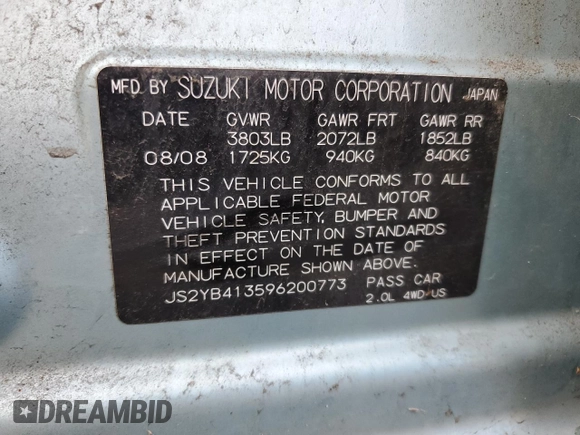 MFD. BY SUZUKI MOTOR CORPORATION JAPAN
DATE GVWR GAWR FRT GAWR RR
3803LB 2072LB 1852LB
08/08 1725KG 940KG 840KG
THIS VEHICLE CONFORMS TO ALL
APPLICABLE FEDERAL MOTOR
VEHICLE SAFETY, BUMPER AND
THEFT PREVENTION STANDARDS
IN EFFECT ON THE DATE OF
MANUFACTURE SHOWN ABOVE.
JS2YB413596200773 PASS CAR
2.0L 4WD US
DREAMBID